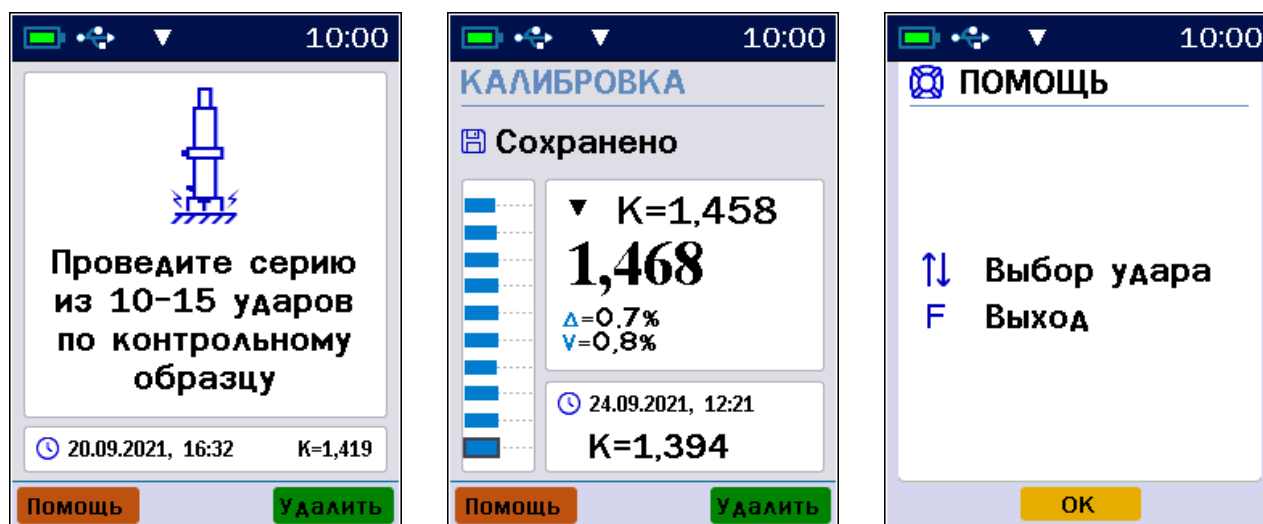 10:00
Проведите серию
из 10-15 ударов
по контрольному
образцу
20.09.2021, 16:32 K=1,419
Помощь Удалить
10:00
КАЛИБРОВКА
Сохранено
K=1,458
1,468
Δ=0.7%
V=0,8%
24.09.2021, 12:21
K=1,394
Помощь Удалить
10:00
ПОМОЩЬ
↑↓ Выбор удара
F Выход
OK